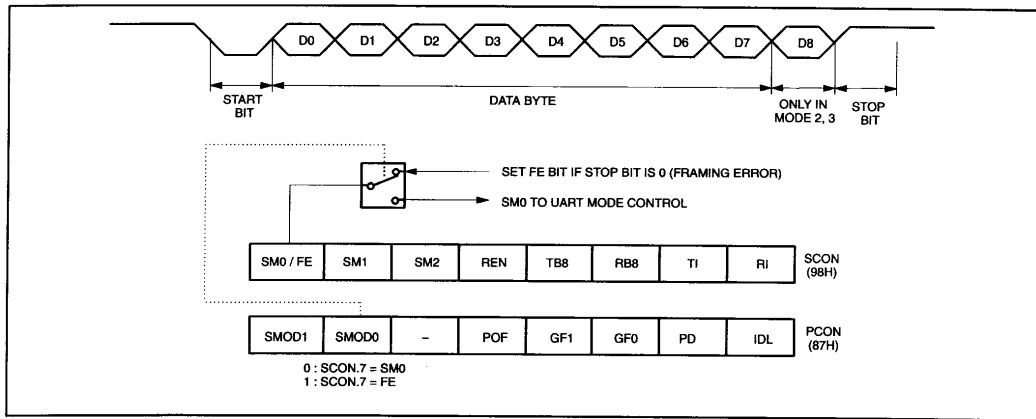 D0 D1 D2 D3 D4 D5 D6 D7 D8
START
BIT
DATA BYTE
ONLY IN
MODE 2, 3
STOP
BIT
SET FE BIT IF STOP BIT IS 0 (FRAMING ERROR)
SM0 TO UART MODE CONTROL
SM0 / FE SM1 SM2 REN TB8 RB8 TI RI
SCON
(98H)
SMOD1 SMOD0 – POF GF1 GF0 PD IDL
PCON
(87H)
0 : SCON.7 = SM0
1 : SCON.7 = FE